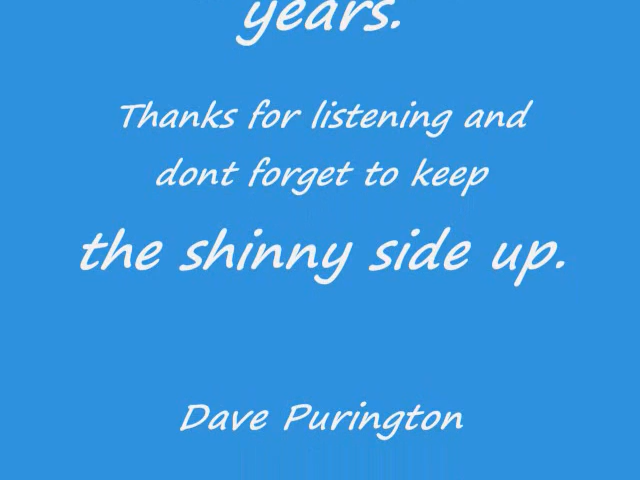 years.
Thanks for listening and
dont forget to keep
the shinny side up.
Dave Purington